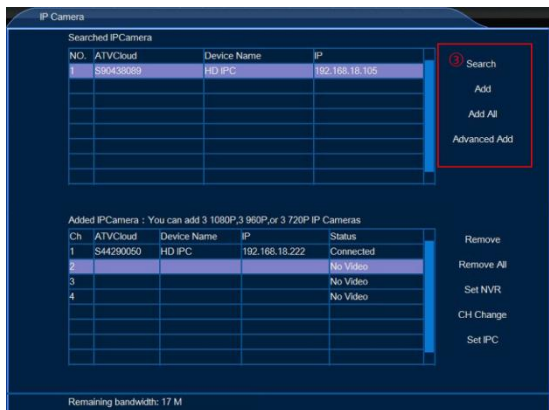 IP Camera
Searched IPCamera
NO. ATVCloud Device Name IP
1 S90438089 HD IPC 192.168.18.105
③ Search
Add
Add All
Advanced Add
Added IPCamera : You can add 3 1080P,3 960P,or 3 720P IP Cameras
Ch ATVCloud Device Name IP Status
1 S44290050 HD IPC 192.168.18.222 Connected
2 No Video
3 No Video
4 No Video
Remove
Remove All
Set NVR
CH Change
Set IPC
Remaining bandwidth: 17 M